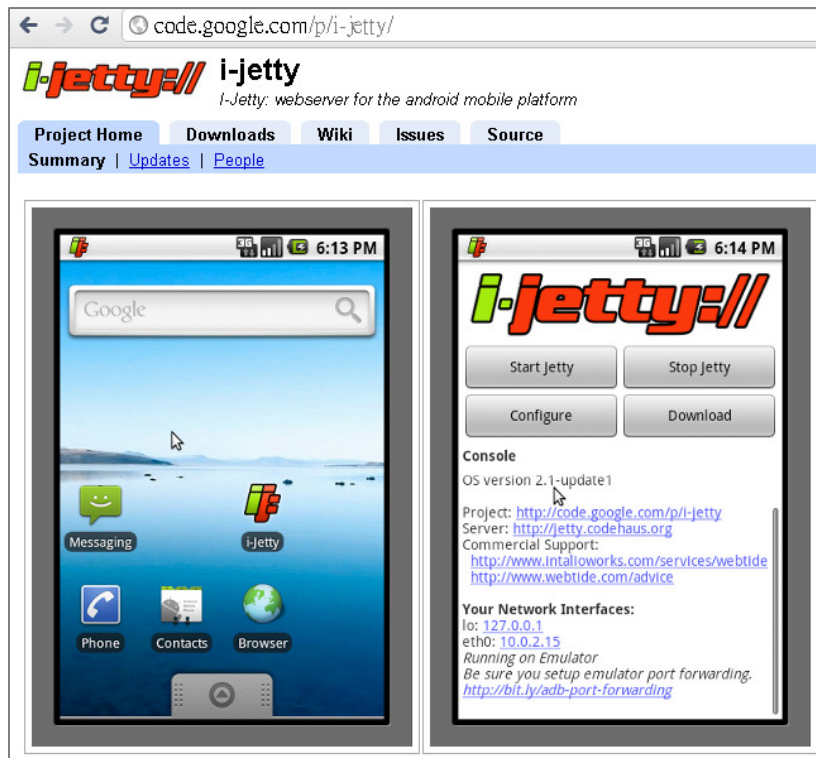 code.google.com/p/i-jetty/
i-jetty://
i-jetty
I-Jetty: webserver for the android mobile platform
Project Home Downloads Wiki Issues Source
Summary | Updates | People
3G 6:13 PM
Google
Messaging
i-Jetty
Phone
Contacts
Browser
3G 6:14 PM
i-jetty://
Start Jetty
Stop Jetty
Configure
Download
Console
OS version 2.1-update1
Project: http://code.google.com/p/i-jetty
Server: http://jetty.codehaus.org
Commercial Support:
http://www.intalioworks.com/services/webtide
http://www.webtide.com/advice
Your Network Interfaces:
lo: 127.0.0.1
eth0: 10.0.2.15
Running on Emulator
Be sure you setup emulator port forwarding.
http://bit.ly/adb-port-forwarding